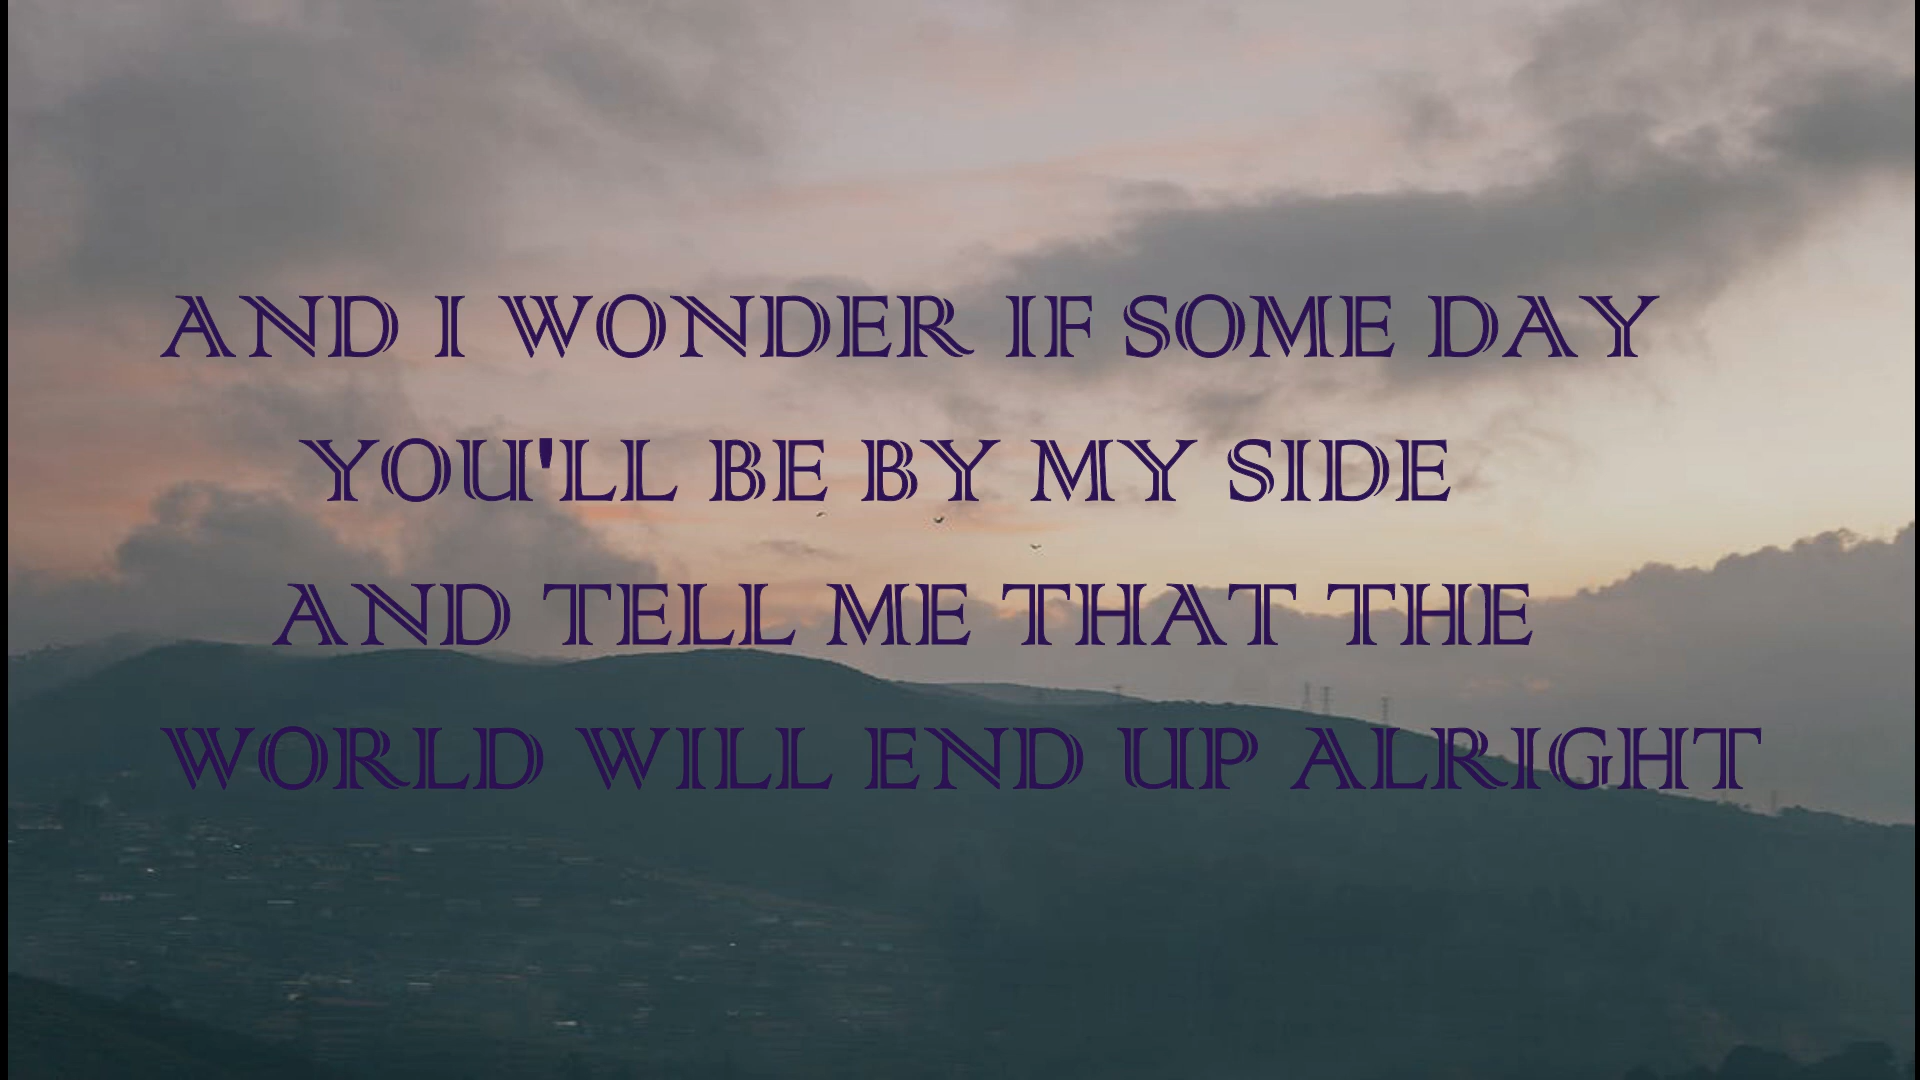 AND I WONDER IF SOME DAY
YOU'LL BE BY MY SIDE
AND TELL ME THAT THE
WORLD WILL END UP ALRIGHT